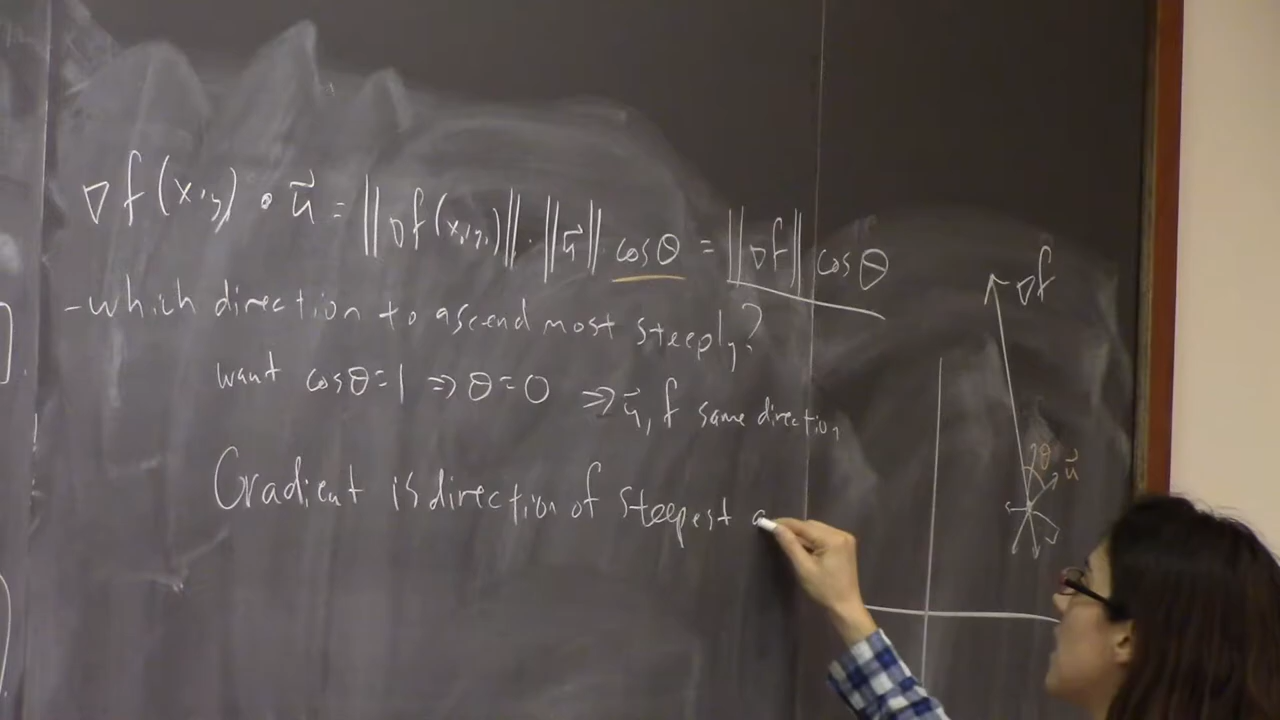 ∇f(x,y) • u⃗ = ||∇f(x,y)|| · ||u⃗|| cosθ = ||∇f|| cosθ
- which direction to ascend most steeply?
want cosθ=1 ⇒ θ=0 ⇒ u⃗, f same direction
Gradient is direction of steepest a
∇f
θ u⃗